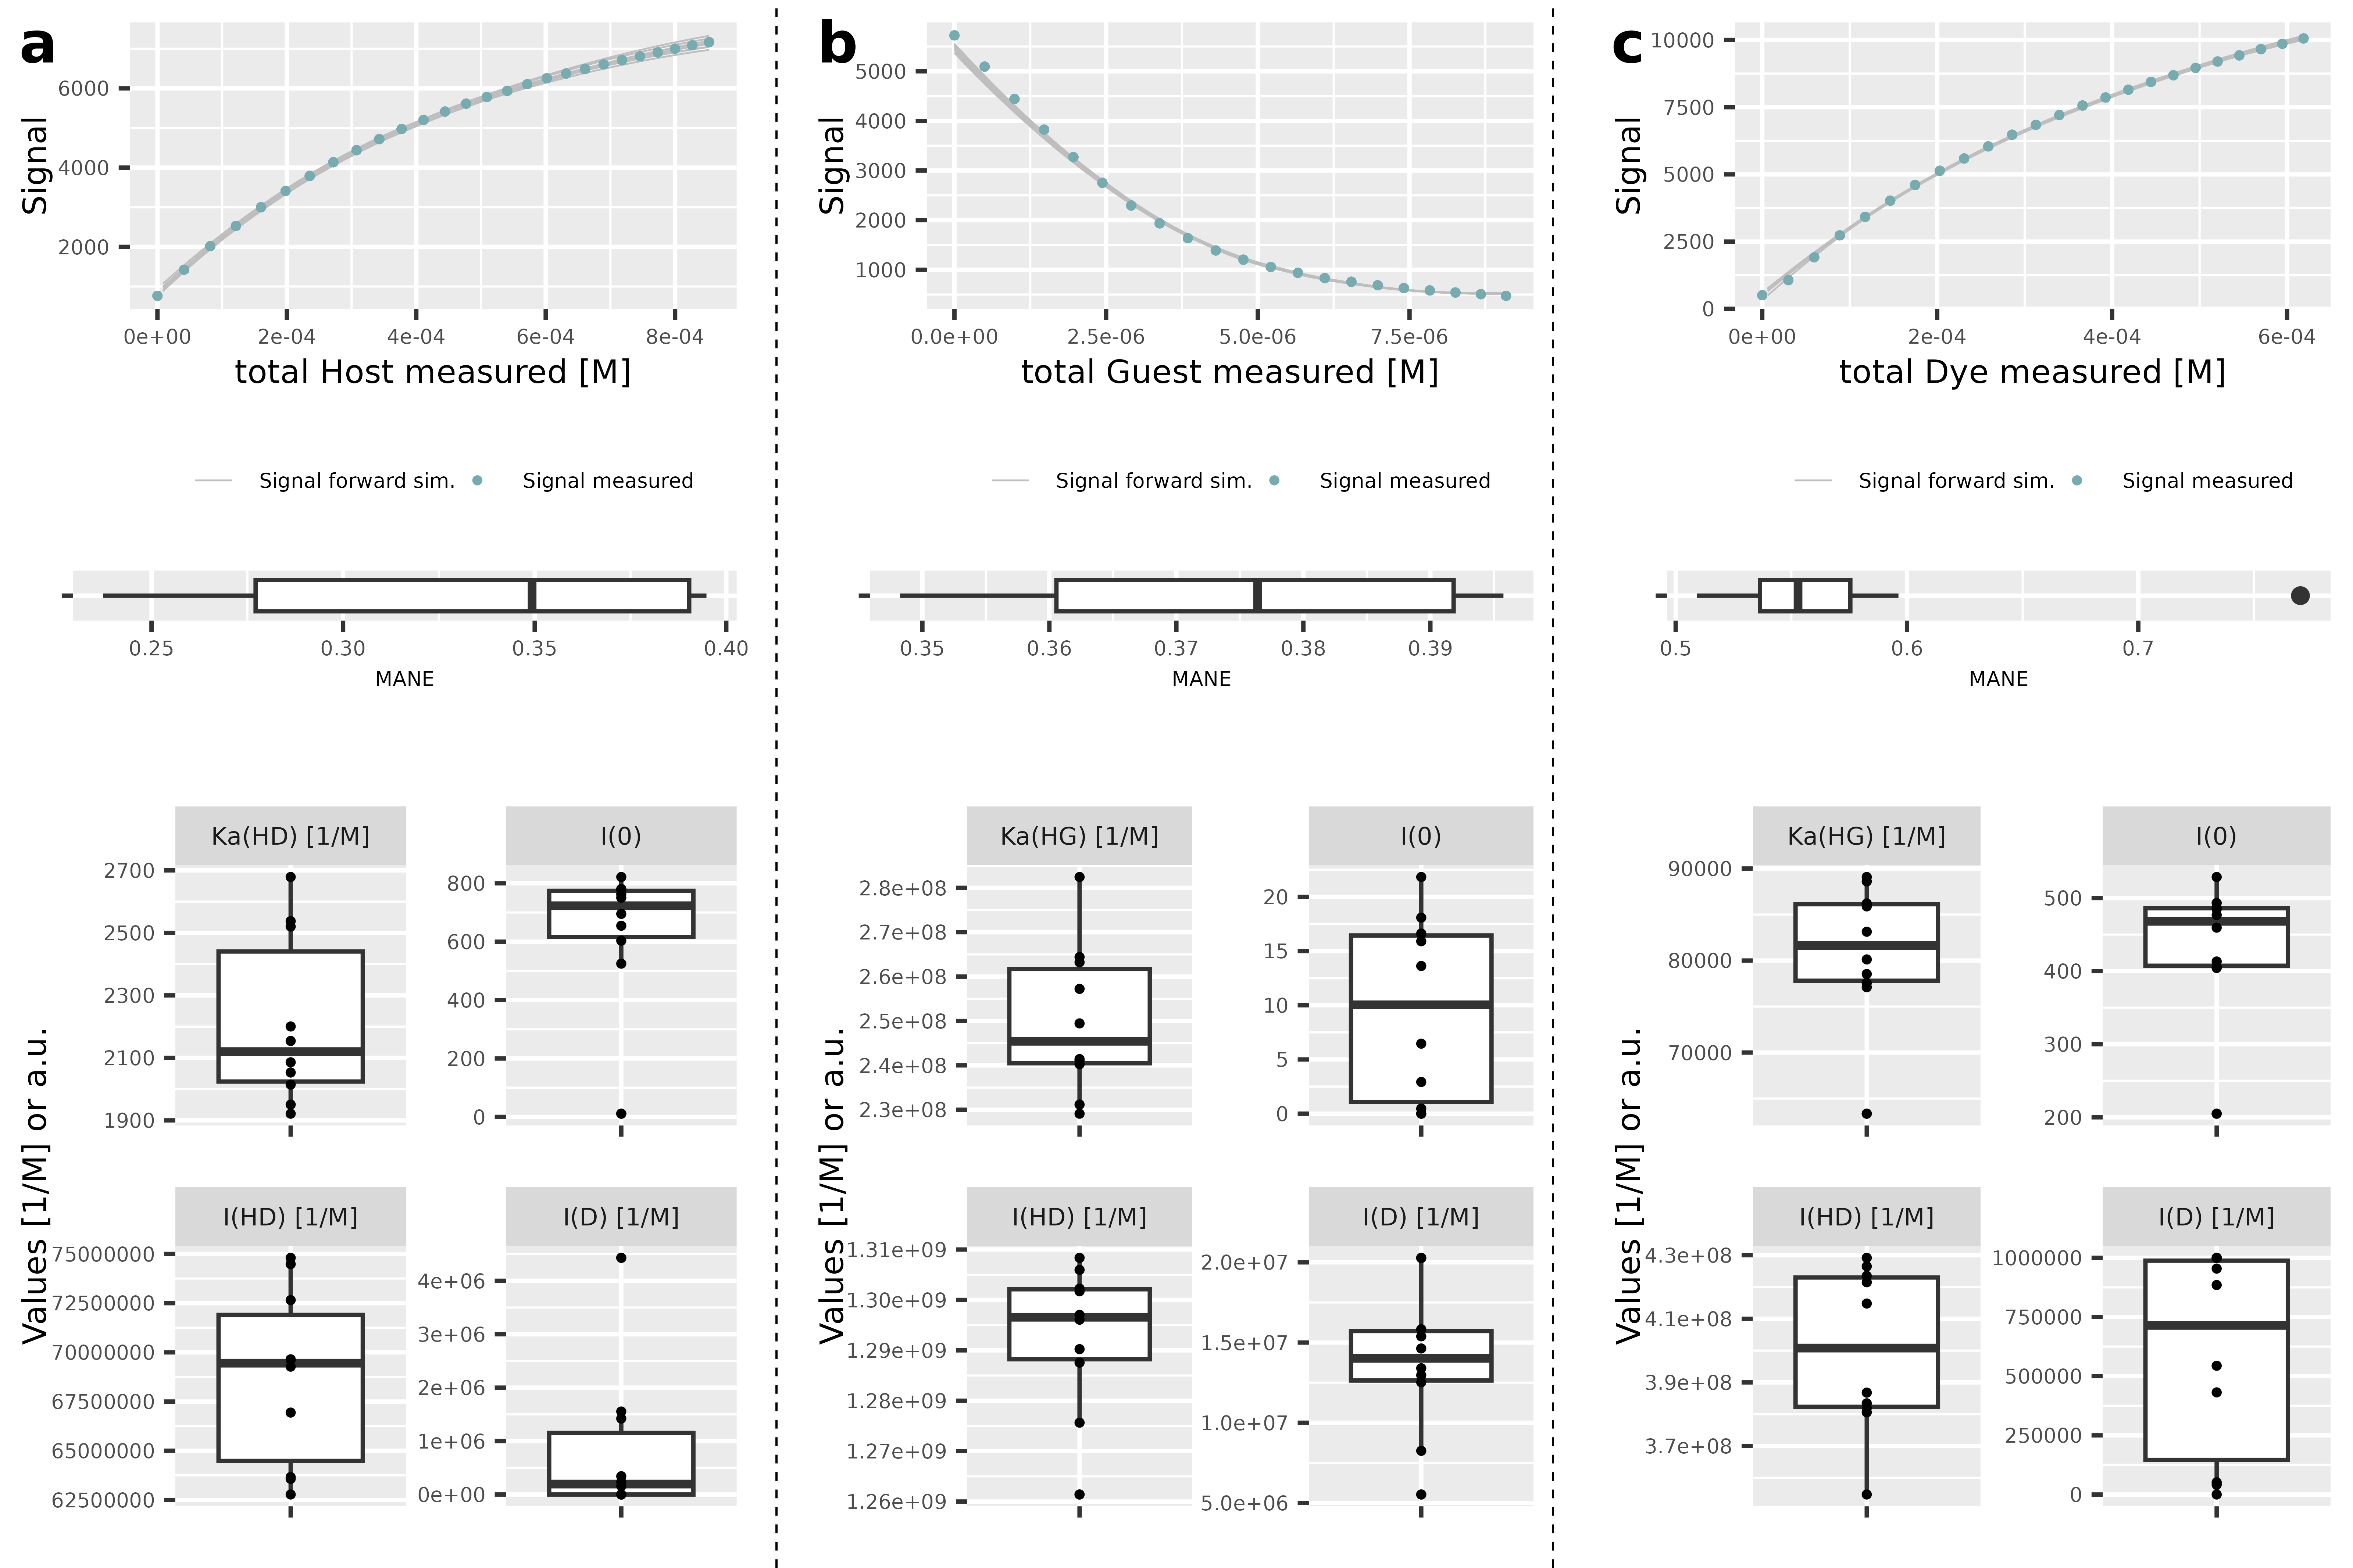 a
Signal
6000
4000
2000
0e+00 2e-04 4e-04 6e-04 8e-04
total Host measured [M]
Signal forward sim. Signal measured
0.25 0.30 0.35 0.40
MANE
Values [1/M] or a.u.
Ka(HD) [1/M]
2700
2500
2300
2100
1900
I(0)
800
600
400
200
0
I(HD) [1/M]
75000000
72500000
70000000
67500000
65000000
62500000
I(D) [1/M]
4e+06
3e+06
2e+06
1e+06
0e+00
b
Signal
5000
4000
3000
2000
1000
0.0e+00 2.5e-06 5.0e-06 7.5e-06
total Guest measured [M]
Signal forward sim. Signal measured
0.35 0.36 0.37 0.38 0.39
MANE
Values [1/M] or a.u.
Ka(HG) [1/M]
2.8e+08
2.7e+08
2.6e+08
2.5e+08
2.4e+08
2.3e+08
I(0)
20
15
10
5
0
I(HD) [1/M]
1.31e+09
1.30e+09
1.29e+09
1.28e+09
1.27e+09
1.26e+09
I(D) [1/M]
2.0e+07
1.5e+07
1.0e+07
5.0e+06
c
Signal
10000
7500
5000
2500
0
0e+00 2e-04 4e-04 6e-04
total Dye measured [M]
Signal forward sim. Signal measured
0.5 0.6 0.7
MANE
Values [1/M] or a.u.
Ka(HG) [1/M]
90000
80000
70000
I(0)
500
400
300
200
I(HD) [1/M]
4.3e+08
4.1e+08
3.9e+08
3.7e+08
I(D) [1/M]
1000000
750000
500000
250000
0